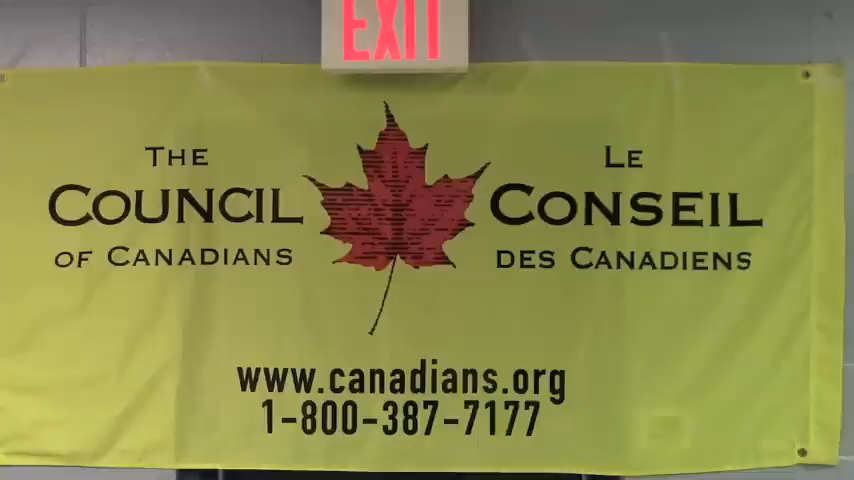 EXIT
THE
COUNCIL
OF CANADIANS
LE
CONSEIL
DES CANADIENS
www.canadians.org
1-800-387-7177